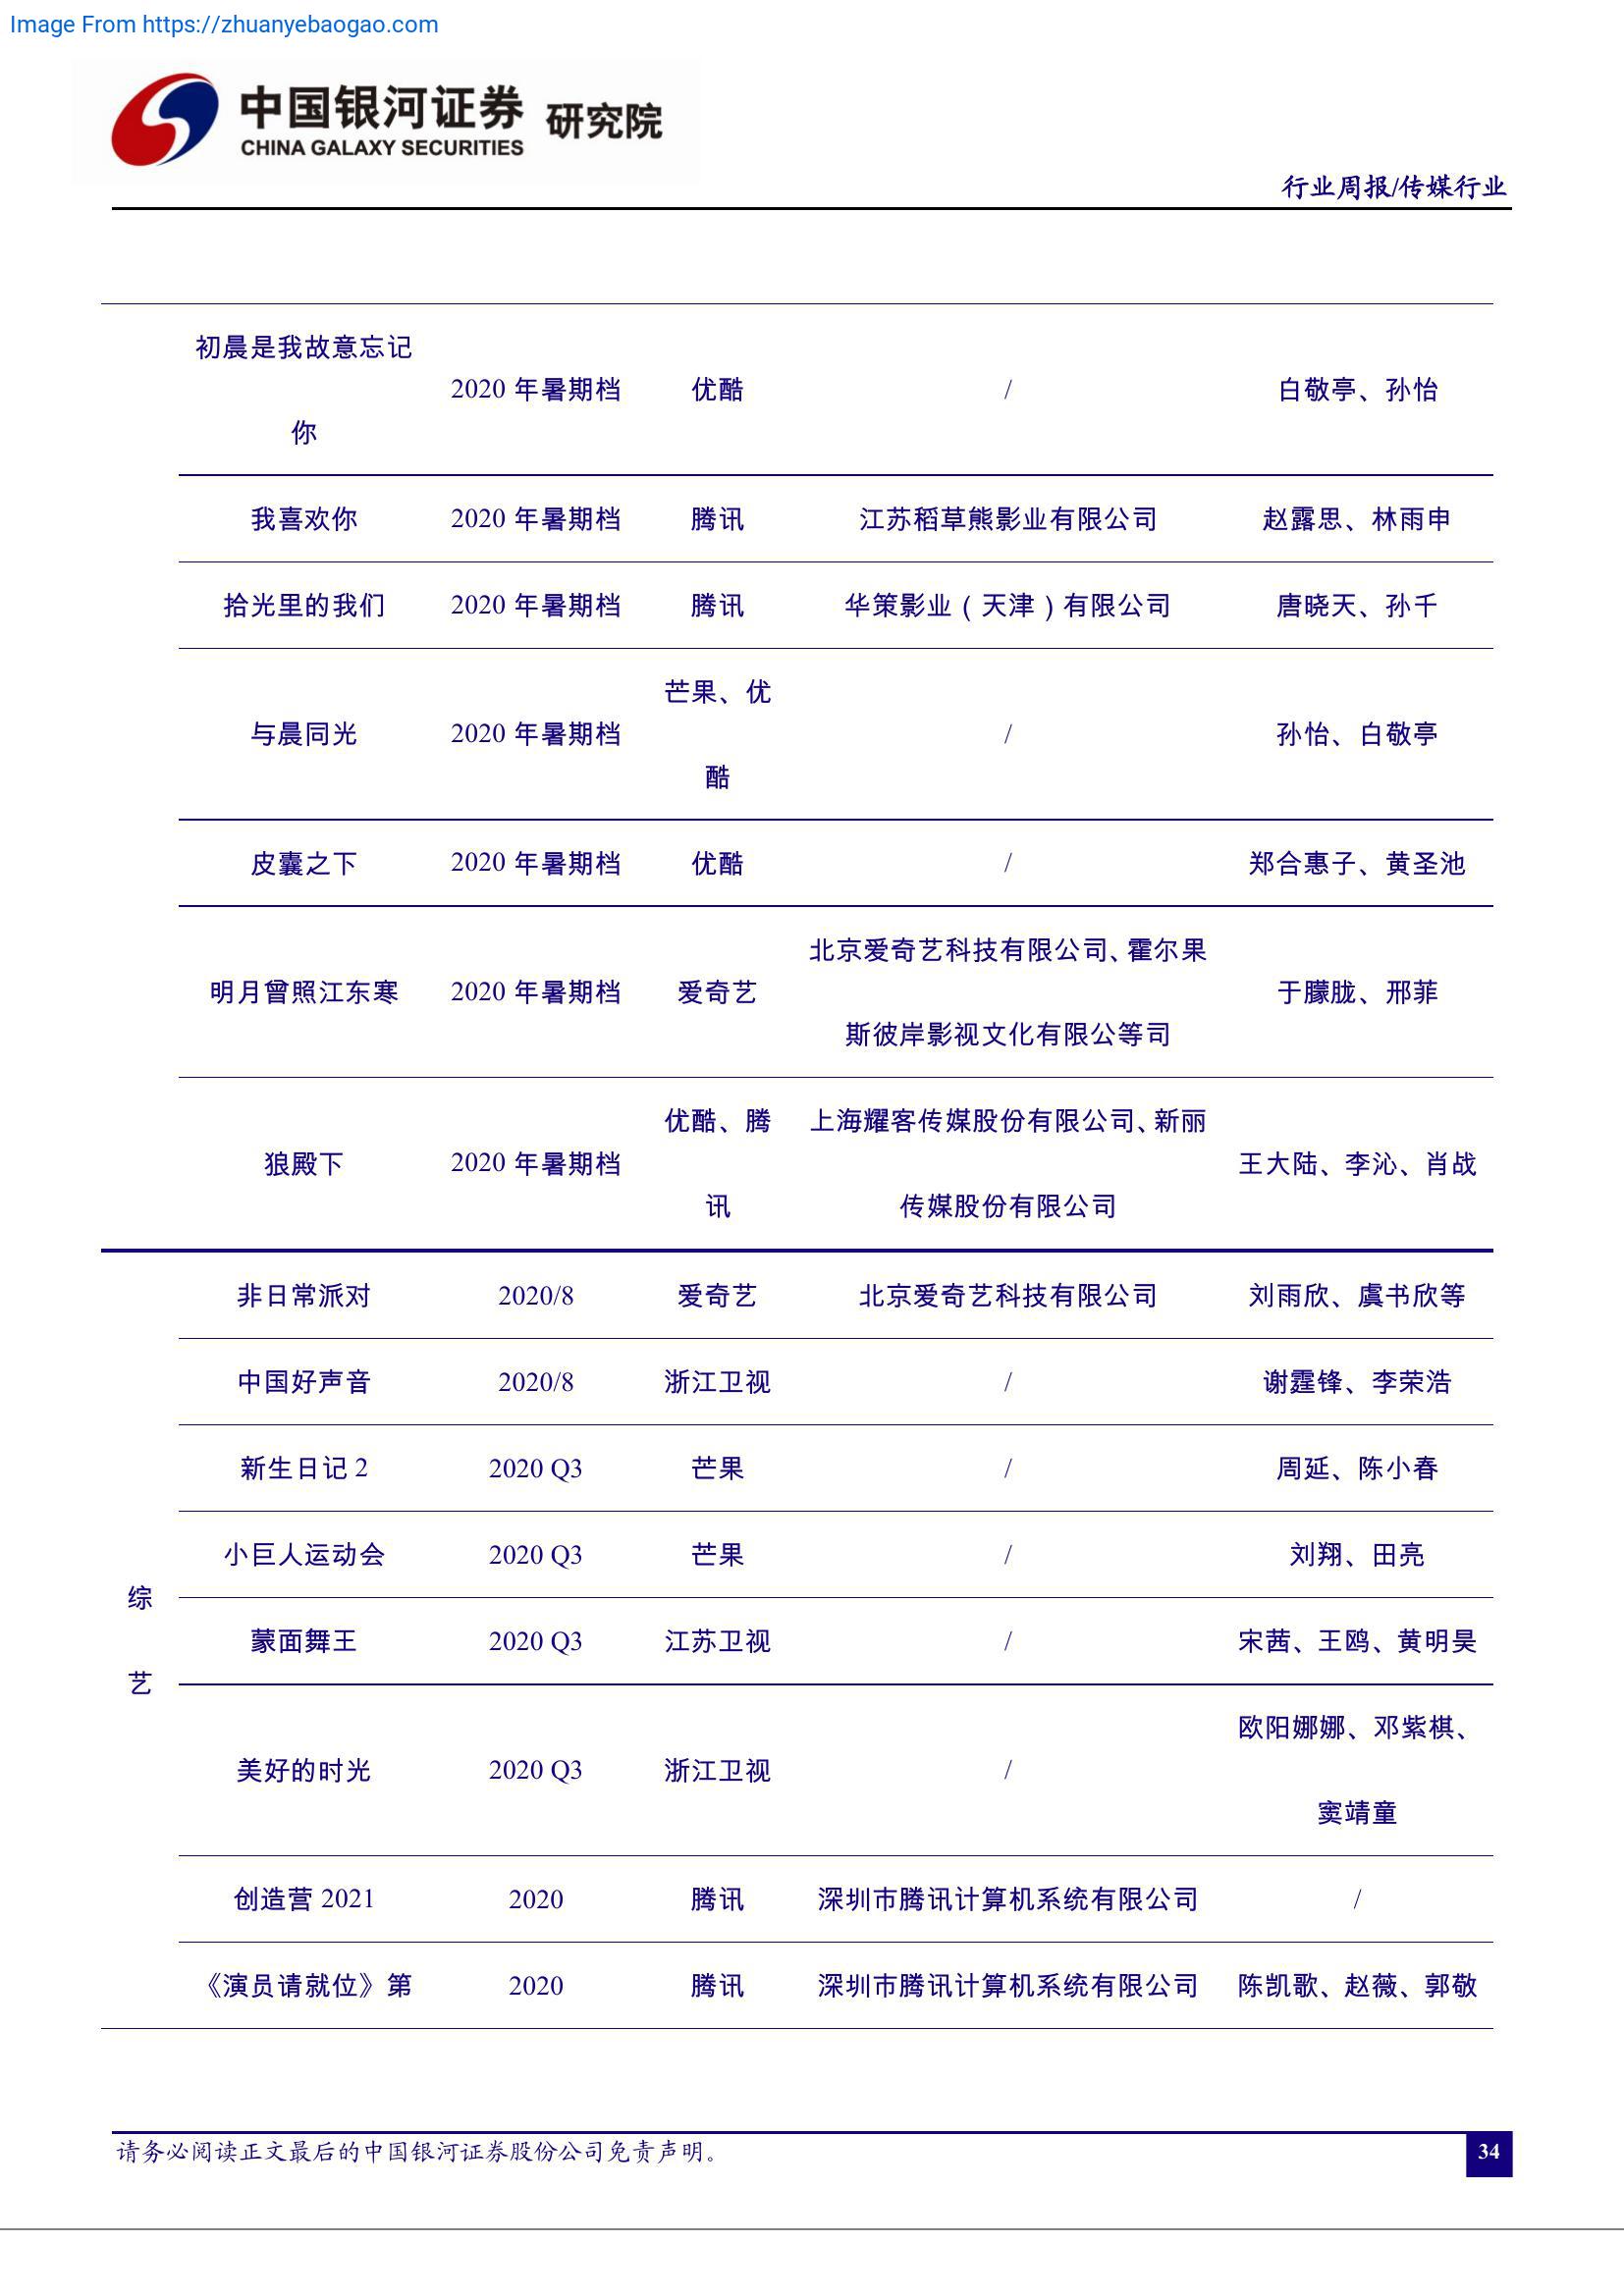 Image From https://zhuanyebaogao.com
中国银河证券 研究院
CHINA GALAXY SECURITIES
行业周报/传媒行业
初晨是我故意忘记
你
2020 年暑期档 优酷 / 白敬亭、孙怡
我喜欢你 2020 年暑期档 腾讯 江苏稻草熊影业有限公司 赵露思、林雨申
拾光里的我们 2020 年暑期档 腾讯 华策影业（天津）有限公司 唐晓天、孙千
芒果、优
与晨同光 2020 年暑期档 / 孙怡、白敬亭
酷
皮囊之下 2020 年暑期档 优酷 / 郑合惠子、黄圣池
北京爱奇艺科技有限公司、霍尔果
明月曾照江东寒 2020 年暑期档 爱奇艺 于朦胧、邢菲
斯彼岸影视文化有限公等司
优酷、腾 上海耀客传媒股份有限公司、新丽
狼殿下 2020 年暑期档 王大陆、李沁、肖战
讯 传媒股份有限公司
非日常派对 2020/8 爱奇艺 北京爱奇艺科技有限公司 刘雨欣、虞书欣等
中国好声音 2020/8 浙江卫视 / 谢霆锋、李荣浩
新生日记 2 2020 Q3 芒果 / 周延、陈小春
小巨人运动会 2020 Q3 芒果 / 刘翔、田亮
综
艺
蒙面舞王 2020 Q3 江苏卫视 / 宋茜、王鸥、黄明昊
欧阳娜娜、邓紫棋、
美好的时光 2020 Q3 浙江卫视 /
窦靖童
创造营 2021 2020 腾讯 深圳市腾讯计算机系统有限公司 /
《演员请就位》第 2020 腾讯 深圳市腾讯计算机系统有限公司 陈凯歌、赵薇、郭敬
请务必阅读正文最后的中国银河证券股份公司免责声明。
34